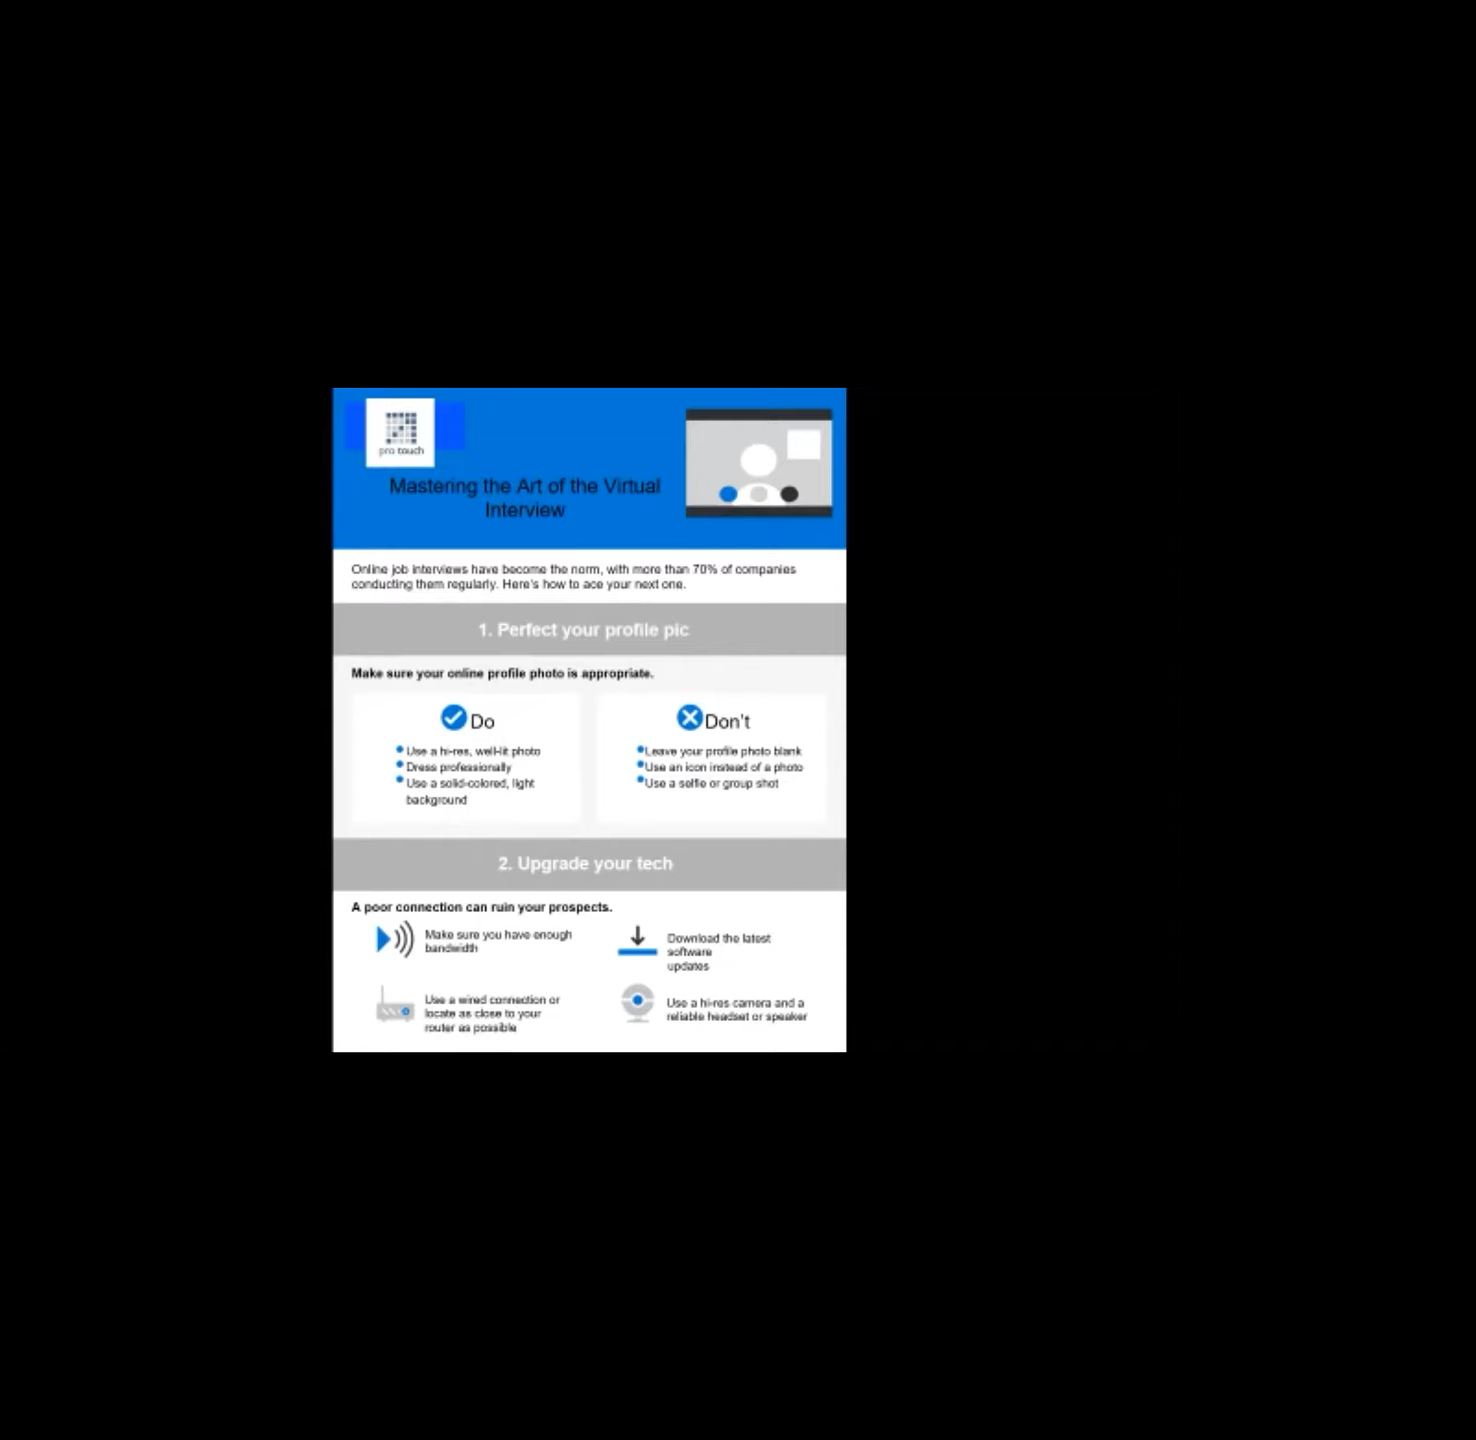 pro touch
Mastering the Art of the Virtual
Interview
Online job interviews have become the norm, with more than 70% of companies
conducting them regularly. Here's how to ace your next one.
1. Perfect your profile pic
Make sure your online profile photo is appropriate.
Do
Use a hi-res, well-lit photo
Dress professionally
Use a solid-colored, light
background
Don't
Leave your profile photo blank
Use an icon instead of a photo
Use a selfie or group shot
2. Upgrade your tech
A poor connection can ruin your prospects.
Make sure you have enough
bandwidth
Download the latest
software
updates
Use a wired connection or
locate as close to your
router as possible
Use a hi-res camera and a
reliable headset or speaker